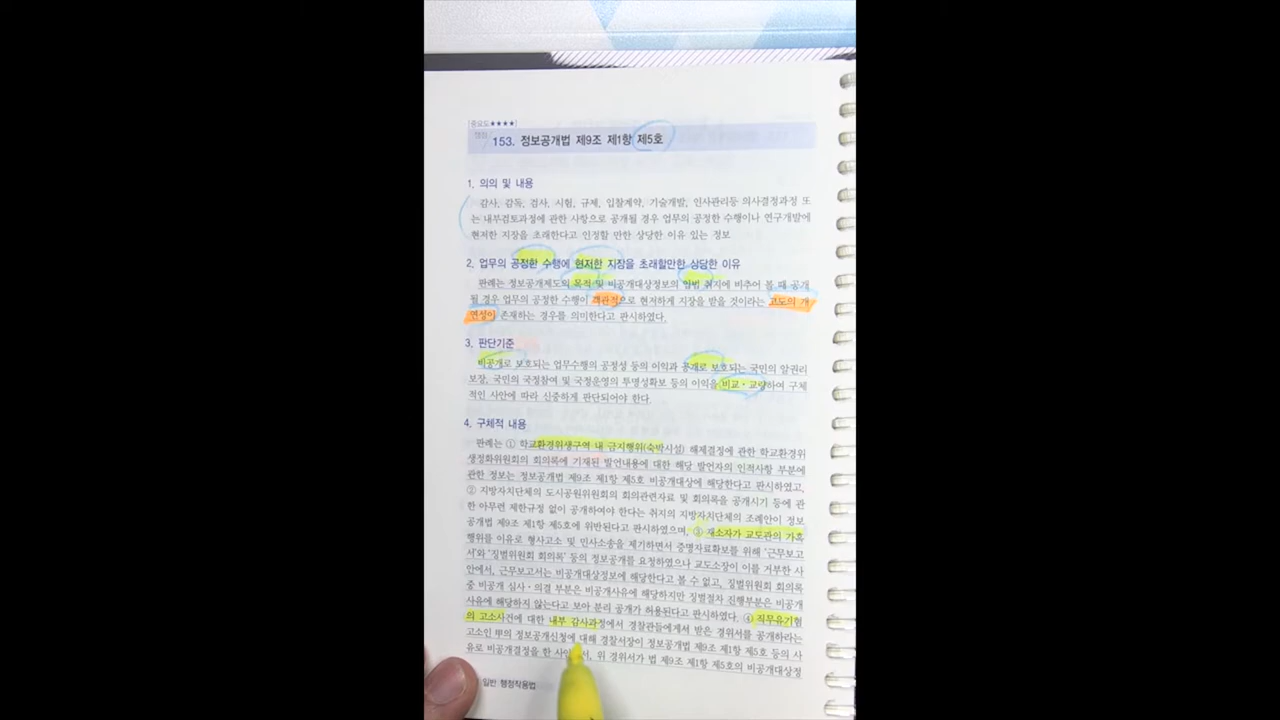 [중요도★★★★]
쟁점 153. 정보공개법 제9조 제1항 제5호
1. 의의 및 내용
감사, 감독, 검사, 시험, 규제, 입찰계약, 기술개발, 인사관리등 의사결정과정 또
는 내부검토과정에 관한 사항으로 공개될 경우 업무의 공정한 수행이나 연구개발에
현저한 지장을 초래한다고 인정할 만한 상당한 이유 있는 정보
2. 업무의 공정한 수행에 현저한 지장을 초래할만한 상당한 이유
판례는 정보공개제도의 목적 및 비공개대상정보의 입법 취지에 비추어 볼 때 공개
될 경우 업무의 공정한 수행이 객관적으로 현저하게 지장을 받을 것이라는 고도의 개
연성이 존재하는 경우를 의미한다고 판시하였다.
3. 판단기준
비공개로 보호되는 업무수행의 공정성 등의 이익과 공개로 보호되는 국민의 알권리
보장, 국민의 국정참여 및 국정운영의 투명성확보 등의 이익을 비교·교량하여 구체
적인 사안에 따라 신중하게 판단되어야 한다.
4. 구체적 내용
판례는 ① 학교환경위생구역 내 금지행위(숙박시설) 해제결정에 관한 학교환경위
생정화위원회의 회의록에 기재된 발언내용에 대한 해당 발언자의 인적사항 부분에
관한 정보는 정보공개법 제9조 제1항 제5호 비공개대상에 해당한다고 판시하였고,
② 지방자치단체의 도시공원위원회의 회의관련자료 및 회의록을 공개시기 등에 관
한 아무런 제한규정 없이 공개하여야 한다는 취지의 지방자치단체의 조례안이 정보
공개법 제9조 제1항 제5호에 위반된다고 판시하였으며, ③ 재소자가 교도관의 가혹
행위를 이유로 형사고소 및 민사소송을 제기하면서 증명자료확보를 위해 '근무보고
서'와 '징벌위원회 회의록' 등의 정보공개를 요청하였으나 교도소장이 이를 거부한 사
안에서, 근무보고서는 비공개대상정보에 해당한다고 볼 수 없고, 징벌위원회 회의록
중 비공개 심사·의결 부분은 비공개사유에 해당하지만 징벌절차 진행부분은 비공개
사유에 해당하지 않는다고 보아 분리 공개가 허용된다고 판시하였다. ④ 직무유기혐
의 고소사건에 대한 내부 감사과정에서 경찰관들에게서 받은 경위서를 공개하라는
고소인 甲의 정보공개신청에 대해 경찰서장이 정보공개법 제9조 제1항 제5호 등의 사
유로 비공개결정을 한 위 경위서가 법 제9조 제1항 제5호의 비공개대상정
일반 행정작용법